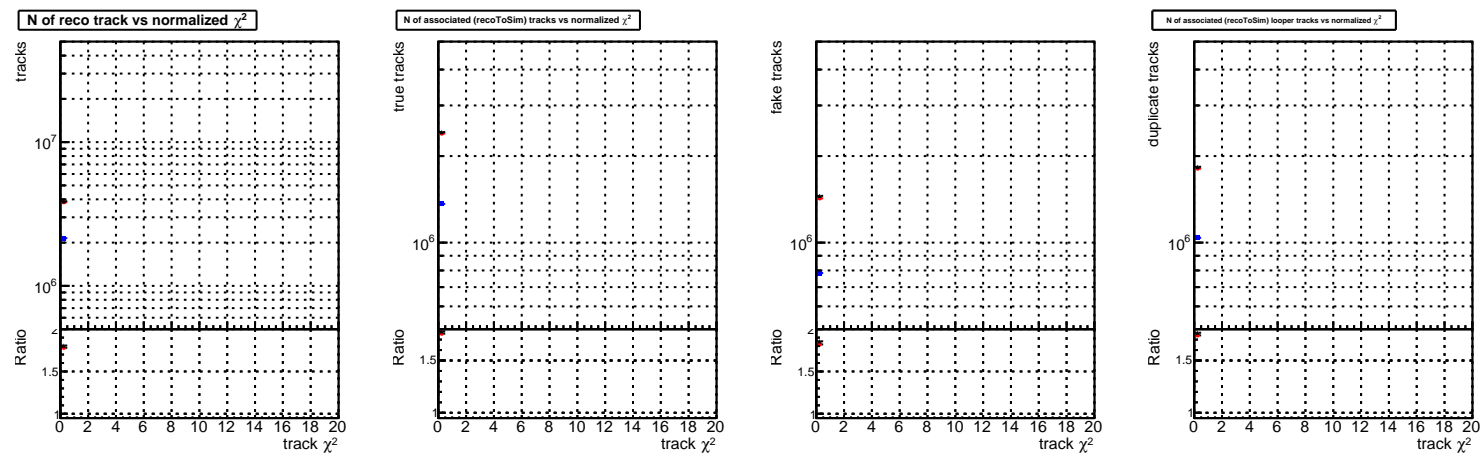 N of reco track vs normalized χ²
tracks
10⁷
10⁶
Ratio
2
1.5
1
0 2 4 6 8 10 12 14 16 18 20
track χ²
N of associated (recoToSim) tracks vs normalized χ²
true tracks
10⁶
Ratio
1.5
1
0 2 4 6 8 10 12 14 16 18 20
track χ²
fake tracks
10⁶
Ratio
2
1.5
1
0 2 4 6 8 10 12 14 16 18 20
track χ²
N of associated (recoToSim) looper tracks vs normalized χ²
duplicate tracks
10⁶
Ratio
1.5
1
0 2 4 6 8 10 12 14 16 18 20
track χ²